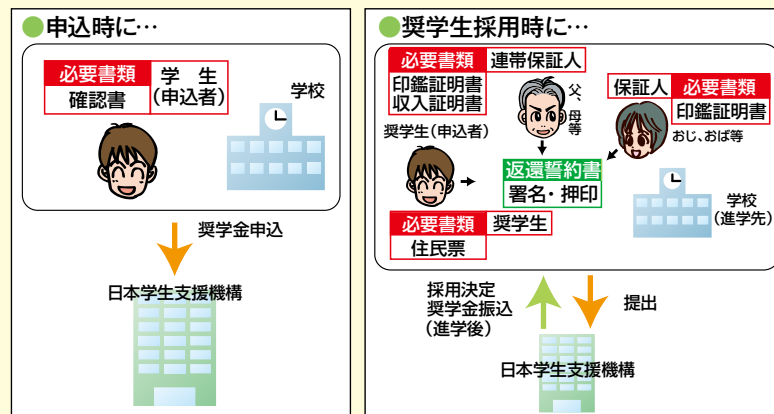 ●申込時に…
必要書類
確認書
学生
(申込者)
学校
奨学金申込
日本学生支援機構
●奨学生採用時に…
必要書類
連帯保証人
印鑑証明書
収入証明書
父、母等
保証人
必要書類
印鑑証明書
おじ、おば等
奨学生(申込者)
返還誓約書
署名・押印
必要書類
奨学生
住民票
学校
(進学先)
採用決定
奨学金振込
(進学後)
提出
日本学生支援機構